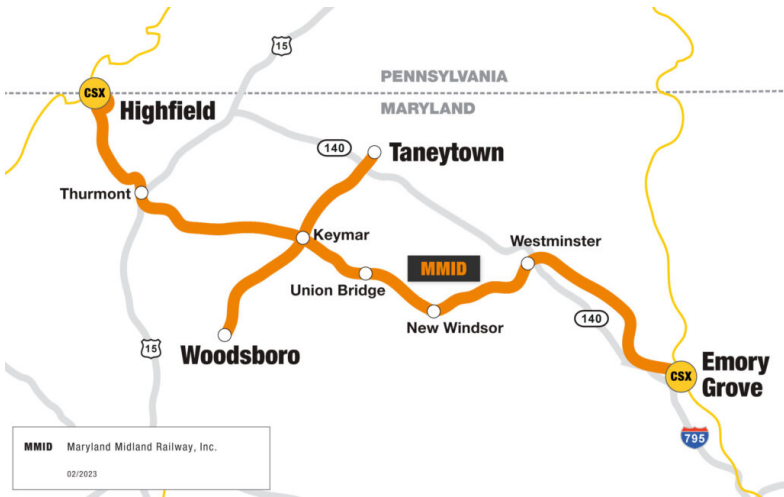 15
PENNSYLVANIA
CSX
Highfield
MARYLAND
140
Taneytown
Thurmont
Keymar
Westminster
MMID
Union Bridge
New Windsor
140
15
Woodsboro
CSX
Emory
Grove
795
MMID Maryland Midland Railway, Inc.
02/2023